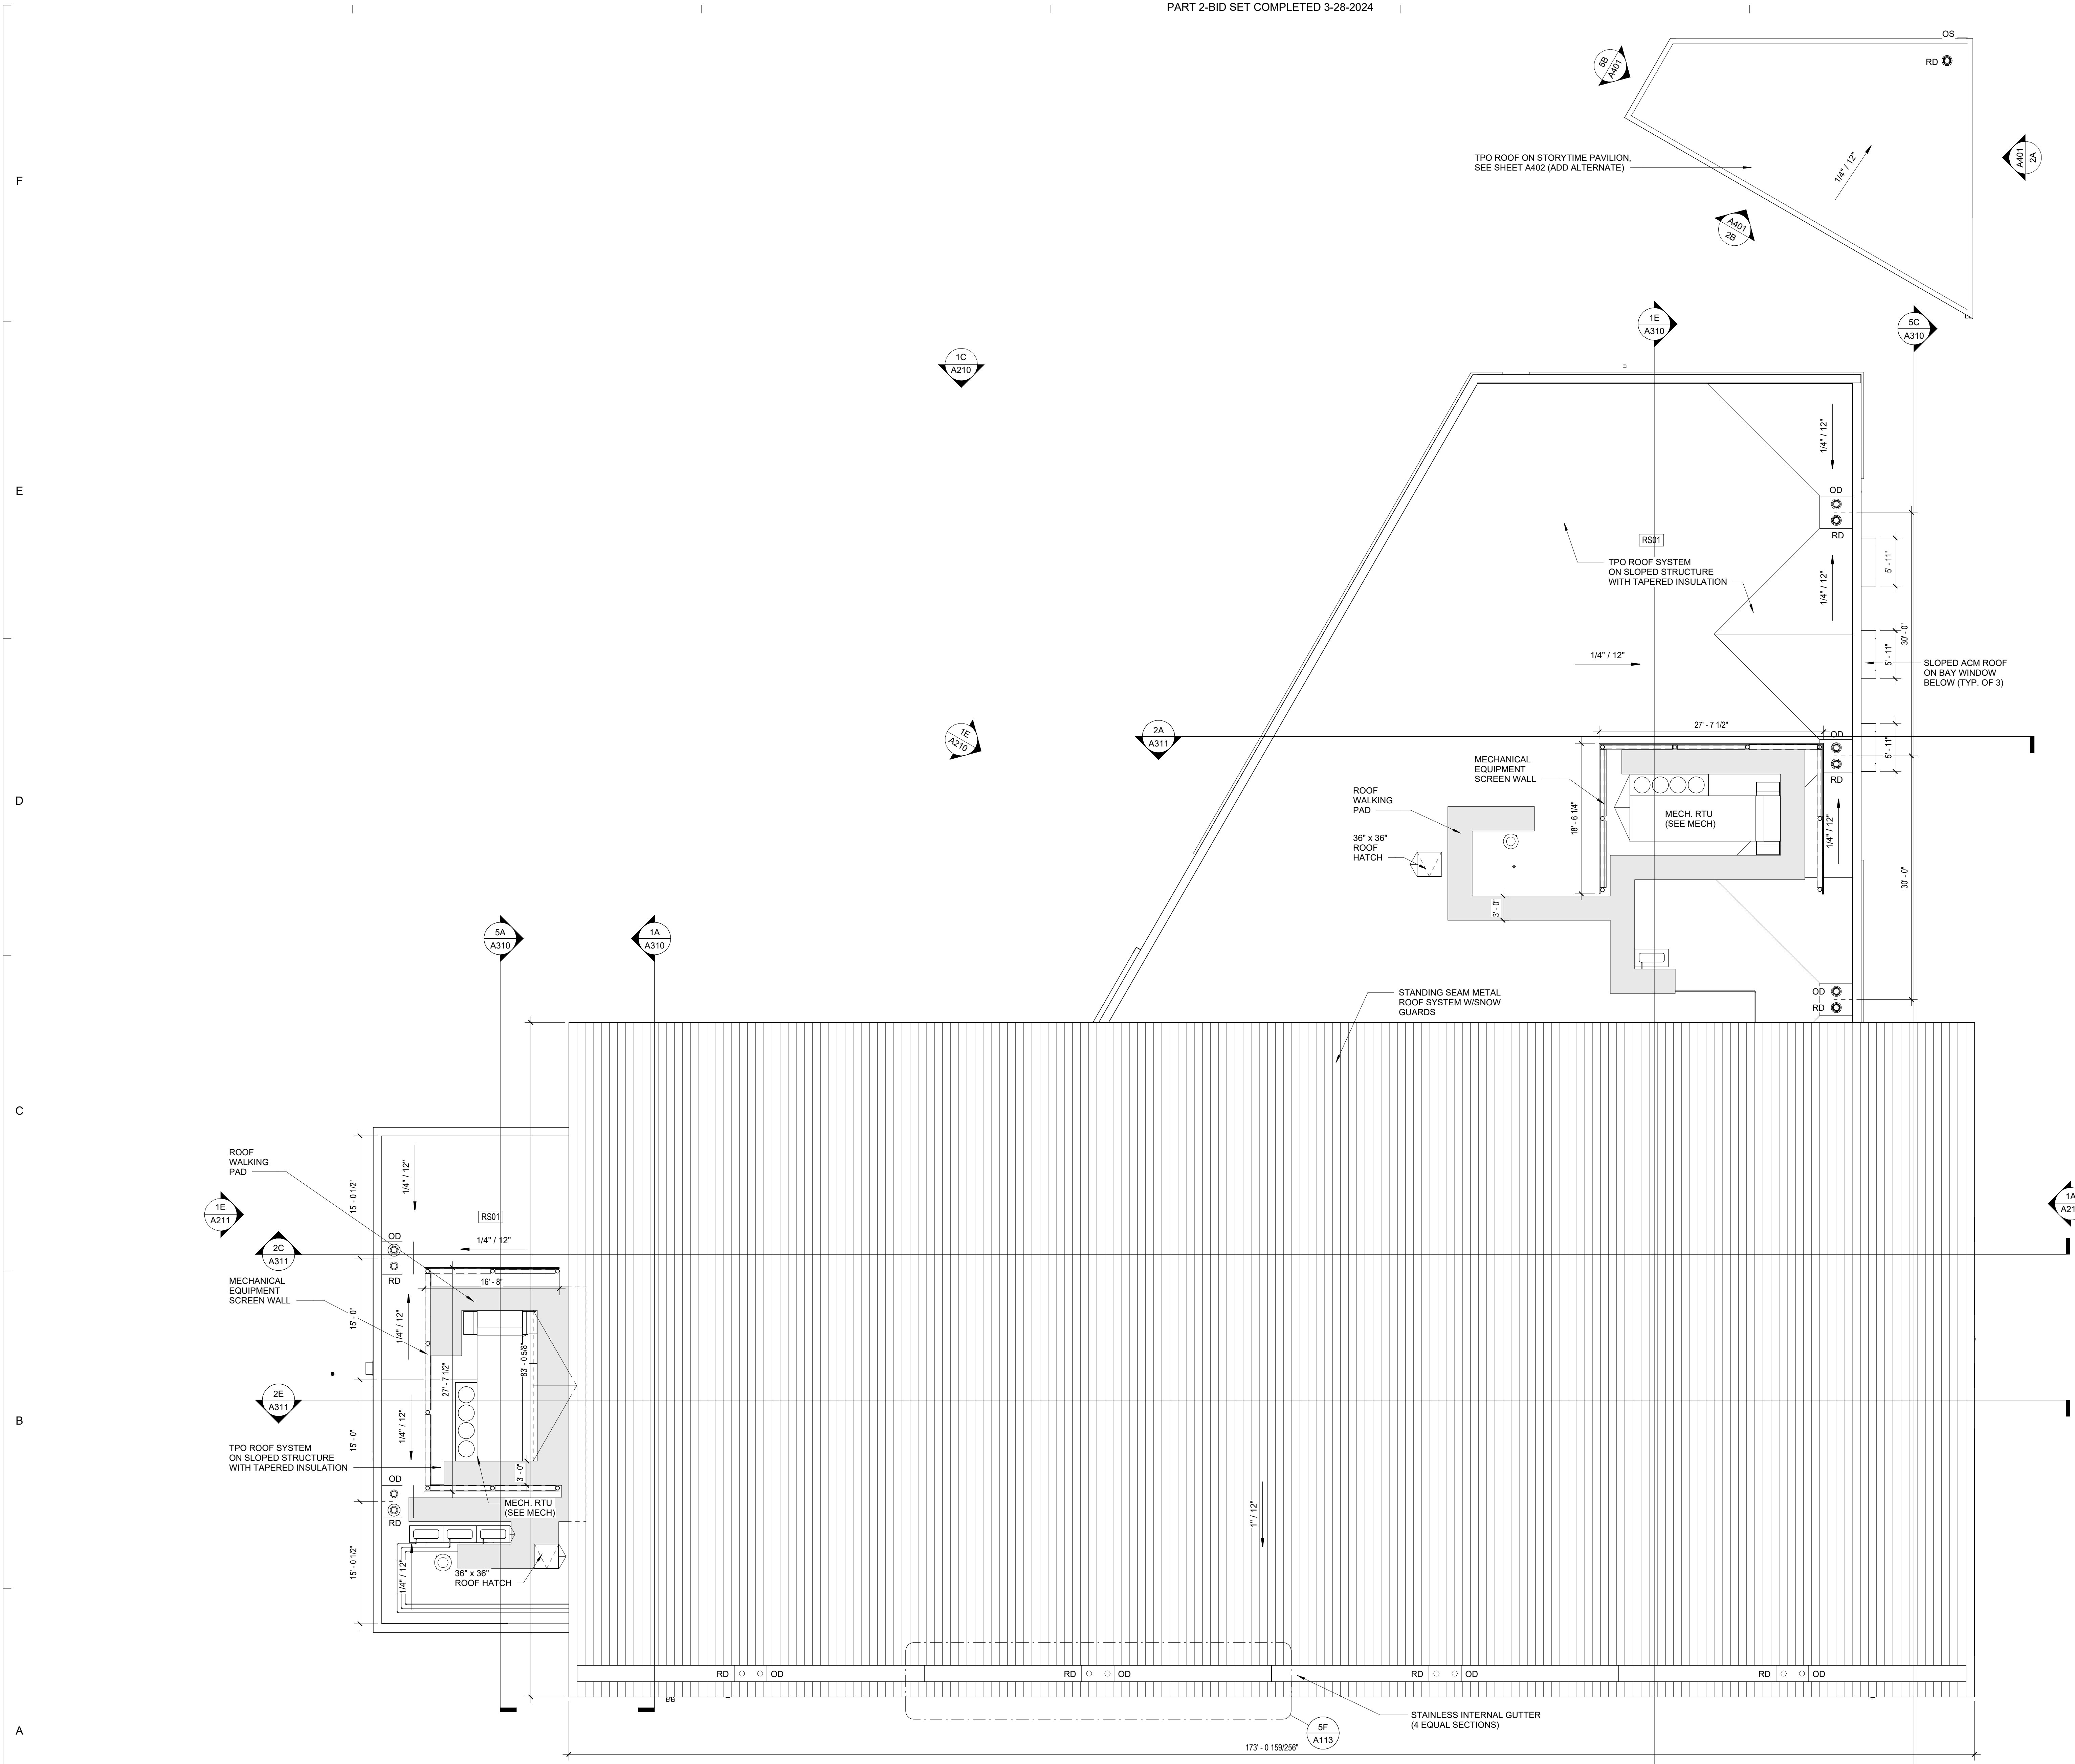 PART 2-BID SET COMPLETED 3-28-2024
OS
RD
5B
A401
TPO ROOF ON STORYTIME PAVILION,
SEE SHEET A402 (ADD ALTERNATE)
1/4" / 12"
A401
2A
F
A401
2B
1E
A310
5C
A310
1C
A210
1/4" / 12"
E
OD
RD
RS01
TPO ROOF SYSTEM
ON SLOPED STRUCTURE
WITH TAPERED INSULATION
1/4" / 12"
5' - 11"
30' - 0"
1/4" / 12"
5' - 11"
SLOPED ACM ROOF
ON BAY WINDOW
BELOW (TYP. OF 3)
27' - 7 1/2"
1E
A210
2A
A311
OD
RD
5' - 11"
MECHANICAL
EQUIPMENT
SCREEN WALL
ROOF
WALKING
PAD
D
18' - 6 1/4"
MECH. RTU
(SEE MECH)
1/4" / 12"
36" x 36"
ROOF
HATCH
30' - 0"
3' - 0"
5A
A310
1A
A310
STANDING SEAM METAL
ROOF SYSTEM W/SNOW
GUARDS
OD
RD
C
ROOF
WALKING
PAD
1/4" / 12"
15' - 0 1/2"
1E
A211
RS01
1A
A21
OD
1/4" / 12"
2C
A311
RD
MECHANICAL
EQUIPMENT
SCREEN WALL
16' - 8"
15' - 0"
1/4" / 12"
83' - 0 5/8"
27' - 7 1/2"
2E
A311
B
1/4" / 12"
15' - 0"
TPO ROOF SYSTEM
ON SLOPED STRUCTURE
WITH TAPERED INSULATION
OD
3' - 0"
MECH. RTU
(SEE MECH)
RD
1" / 12"
15' - 0 1/2"
1/4" / 12"
36" x 36"
ROOF HATCH
RD
OD
RD
OD
RD
OD
RD
OD
STAINLESS INTERNAL GUTTER
(4 EQUAL SECTIONS)
A
5F
A113
173' - 0 159/256"